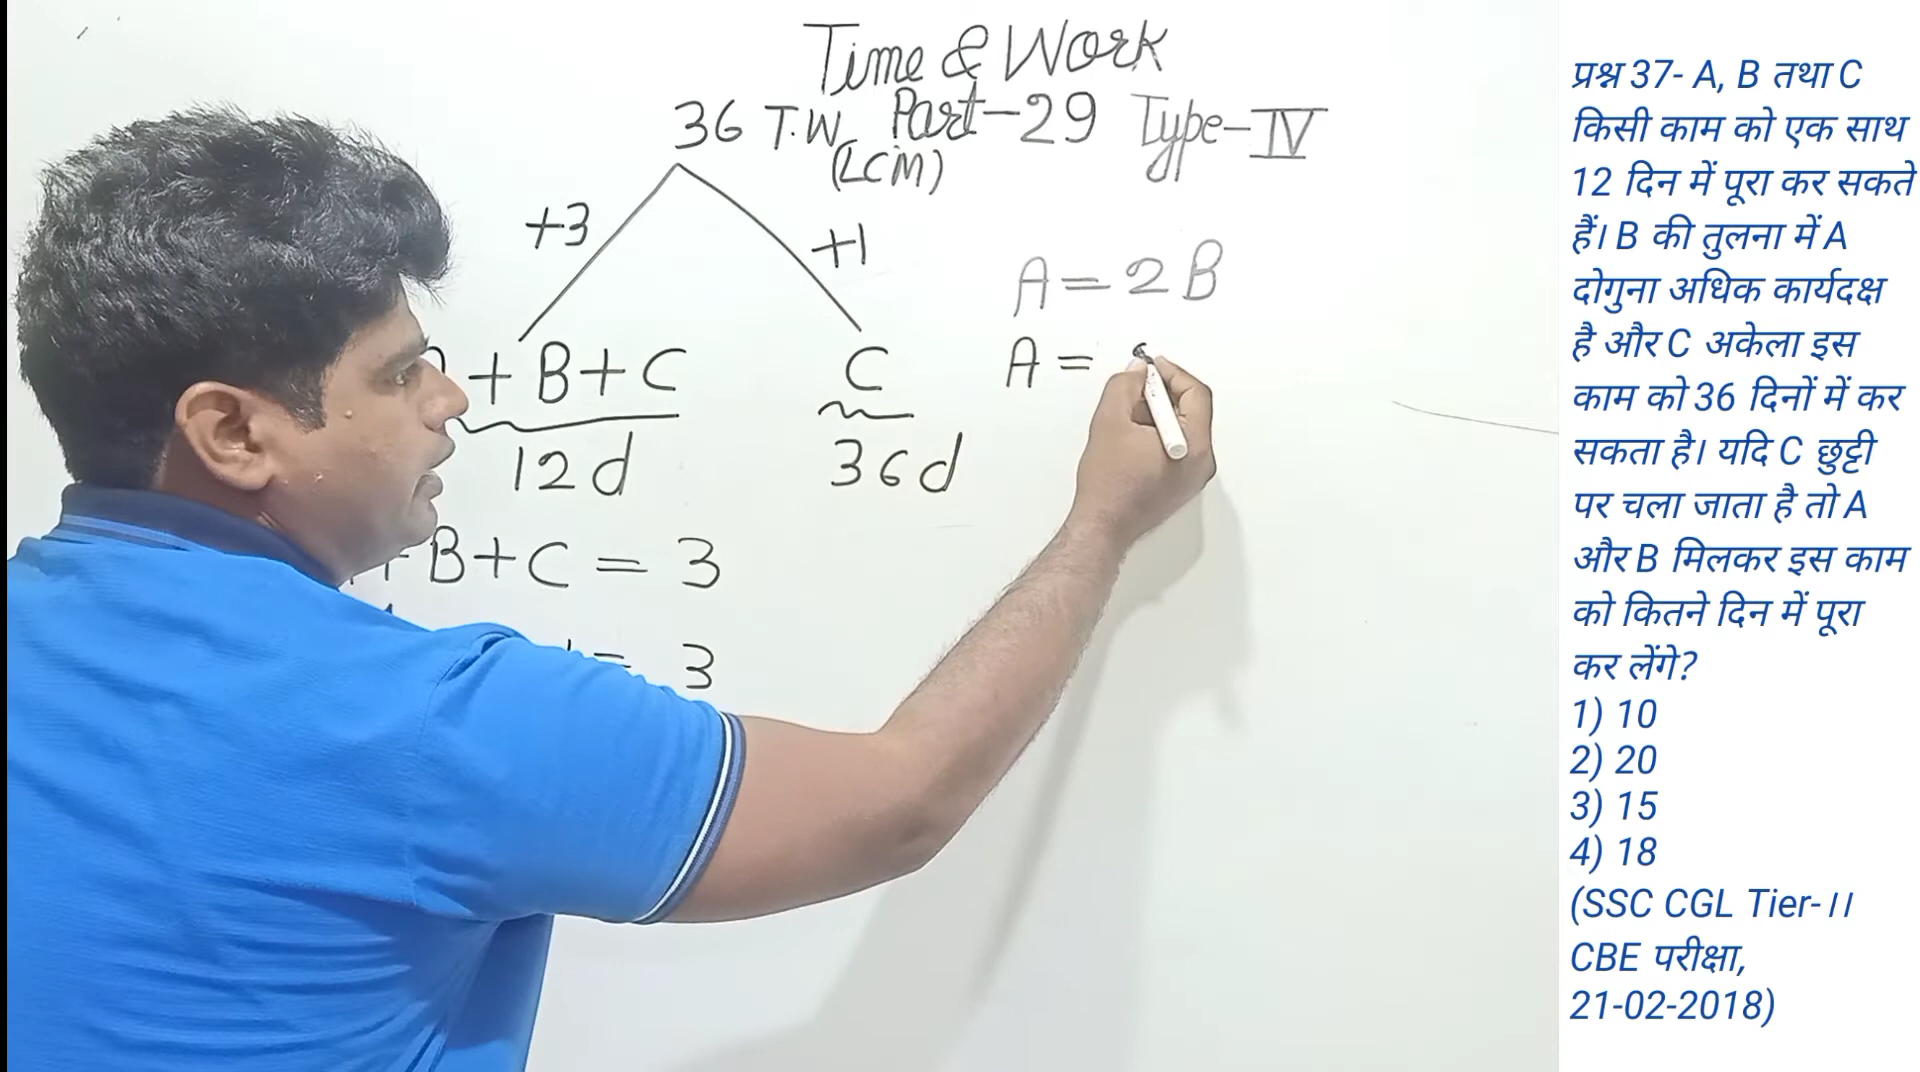 Time & Work
36 T.W. Part-29 Type-IV
(LCM)
+3
+1
A = 2B
A =
+ B + C
C
12d
36d
+ B + C = 3
= 3
प्रश्न 37- A, B तथा C
किसी काम को एक साथ
12 दिन में पूरा कर सकते
हैं। B की तुलना में A
दोगुना अधिक कार्यदक्ष
है और C अकेला इस
काम को 36 दिनों में कर
सकता है। यदि C छुट्टी
पर चला जाता है तो A
और B मिलकर इस काम
को कितने दिन में पूरा
कर लेंगे?
1) 10
2) 20
3) 15
4) 18
(SSC CGL Tier-।।
CBE परीक्षा,
21-02-2018)